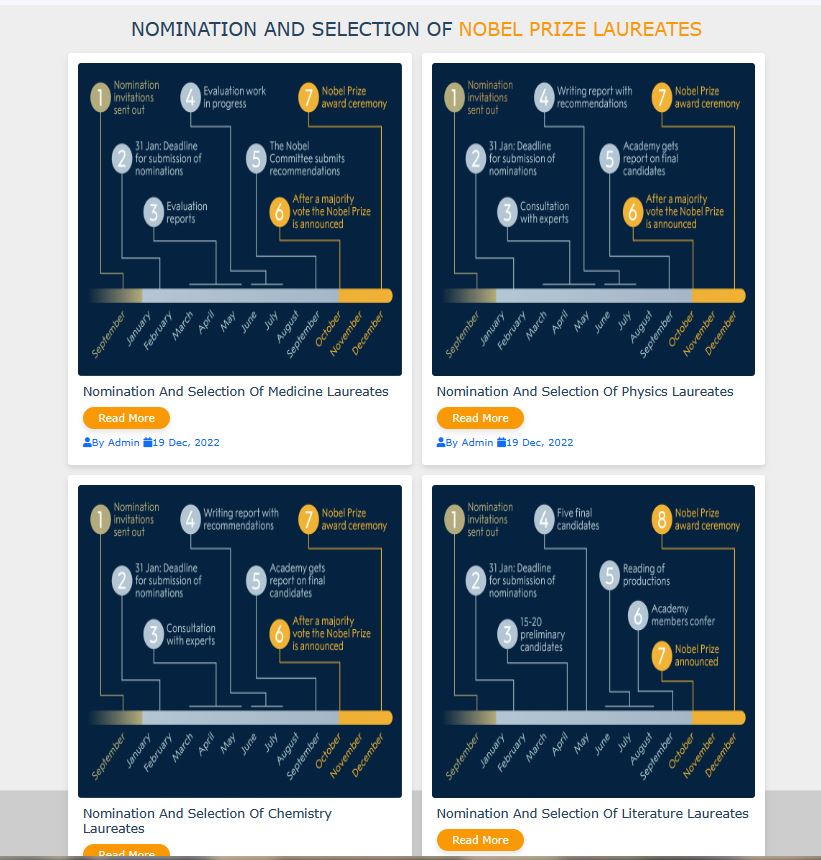 NOMINATION AND SELECTION OF NOBEL PRIZE LAUREATES
1 Nomination
invitations
sent out
4 Evaluation work
in progress
7 Nobel Prize
award ceremony
2 31 Jan: Deadline
for submission of
nominations
5 The Nobel
Committee submits
recommendations
3 Evaluation
reports
6 After a majority
vote the Nobel Prize
is announced
September January February March April May June July August September October November December
Nomination And Selection Of Medicine Laureates
Read More
By Admin 19 Dec, 2022
1 Nomination
invitations
sent out
4 Writing report with
recommendations
7 Nobel Prize
award ceremony
2 31 Jan: Deadline
for submission of
nominations
5 Academy gets
report on final
candidates
3 Consultation
with experts
6 After a majority
vote the Nobel Prize
is announced
September January February March April May June July August September October November December
Nomination And Selection Of Physics Laureates
Read More
By Admin 19 Dec, 2022
1 Nomination
invitations
sent out
4 Writing report with
recommendations
7 Nobel Prize
award ceremony
2 31 Jan: Deadline
for submission of
nominations
5 Academy gets
report on final
candidates
3 Consultation
with experts
6 After a majority
vote the Nobel Prize
is announced
September January February March April May June July August September October November December
Nomination And Selection Of Chemistry
Laureates
Read More
1 Nomination
invitations
sent out
4 Five final
candidates
8 Nobel Prize
award ceremony
2 31 Jan: Deadline
for submission of
nominations
5 Reading of
productions
3 15-20
preliminary
candidates
6 Academy
members confer
7 Nobel Prize
announced
September January February March April May June July August September October November December
Nomination And Selection Of Literature Laureates
Read More